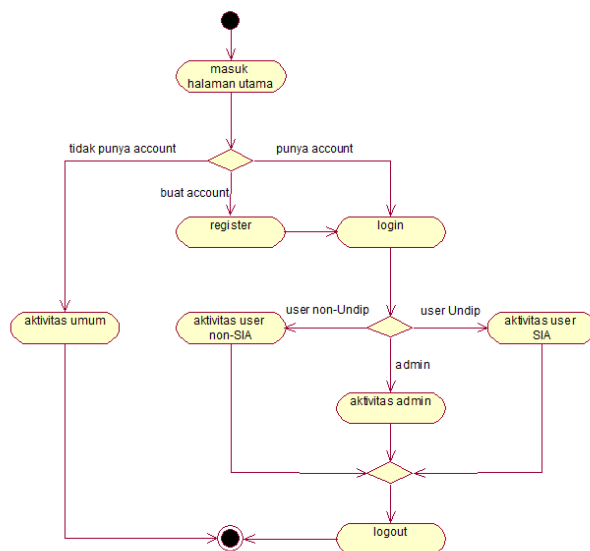 masuk
halaman utama
tidak punya account
punya account
buat account
register
login
user non-Undip
user Undip
aktivitas umum
aktivitas user
non-SIA
aktivitas user
SIA
admin
aktivitas admin
logout